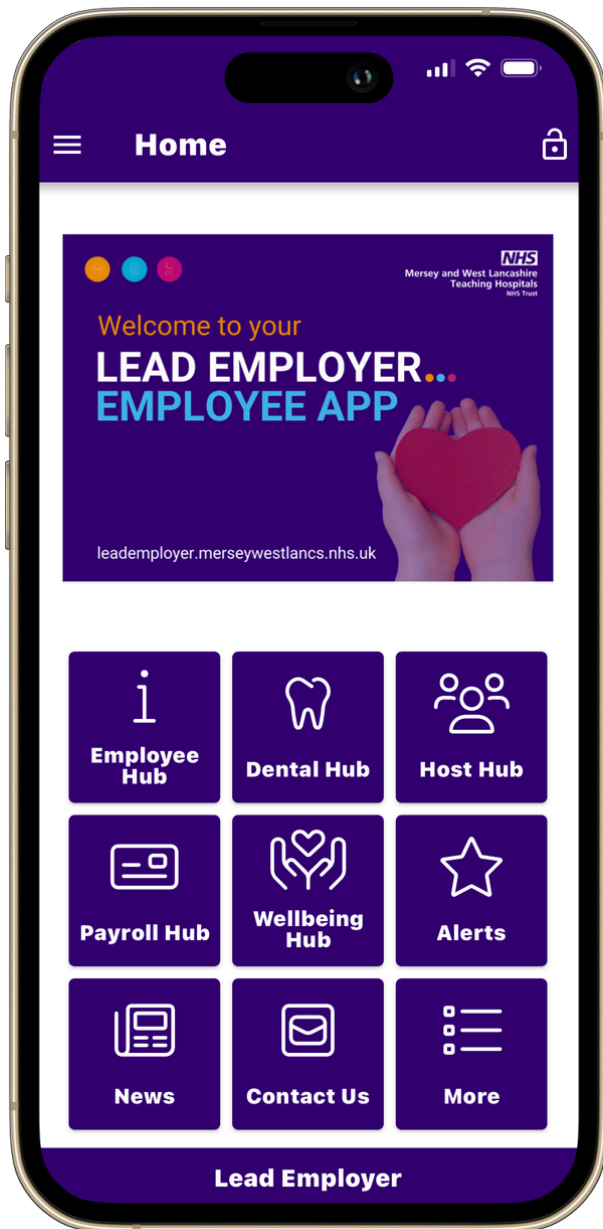 Home
NHS
Mersey and West Lancashire
Teaching Hospitals
NHS Trust
Welcome to your
LEAD EMPLOYER...
EMPLOYEE APP
leademployer.merseywestlancs.nhs.uk
Employee
Hub
Dental Hub
Host Hub
Payroll Hub
Wellbeing
Hub
Alerts
News
Contact Us
More
Lead Employer